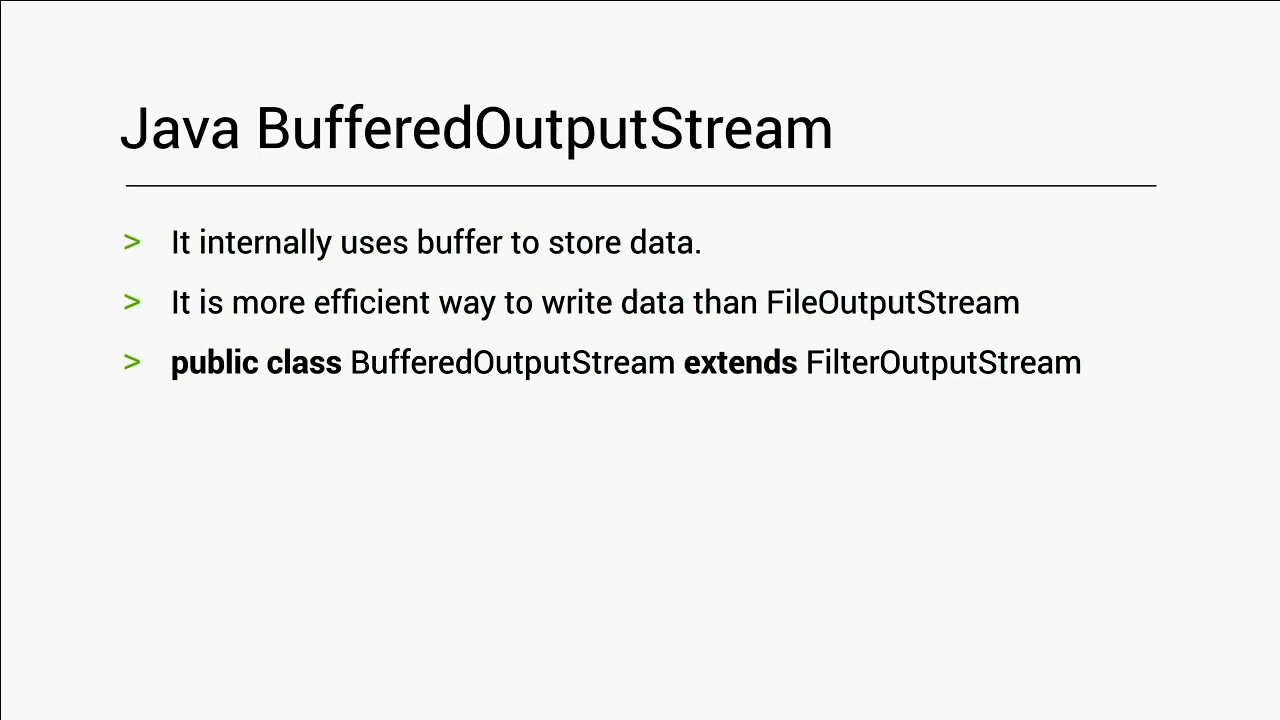 Java BufferedOutputStream
> It internally uses buffer to store data.
> It is more efficient way to write data than FileOutputStream
> public class BufferedOutputStream extends FilterOutputStream